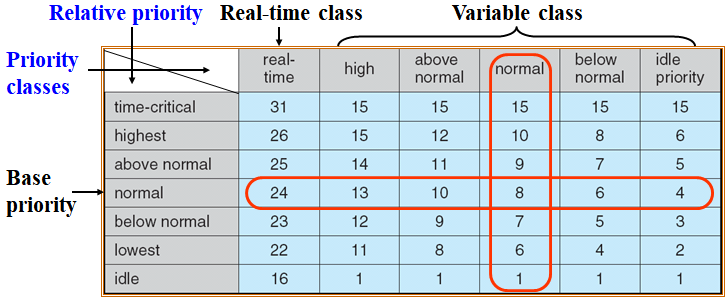 Relative priority Real-time class Variable class
Priority classes
real-time high above normal normal below normal idle priority
time-critical 31 15 15 15 15 15
highest 26 15 12 10 8 6
above normal 25 14 11 9 7 5
Base priority
normal 24 13 10 8 6 4
below normal 23 12 9 7 5 3
lowest 22 11 8 6 4 2
idle 16 1 1 1 1 1